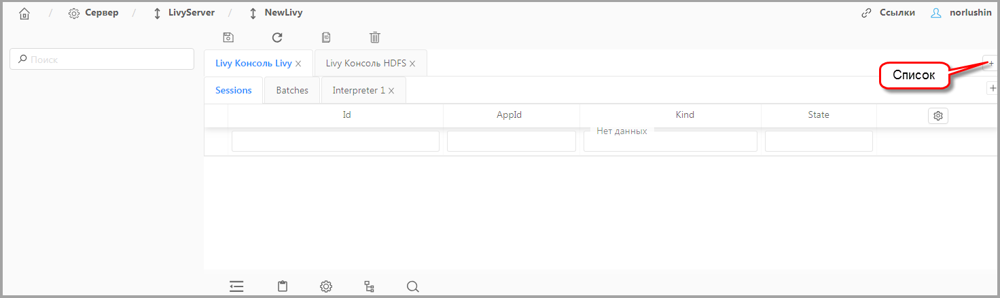 / Сервер / LivyServer / NewLivy Ссылки norlushin
Поиск
Livy Консоль Livy Livy Консоль HDFS +
Список
Sessions Batches Interpreter 1 +
Id AppId Kind State
Нет данных